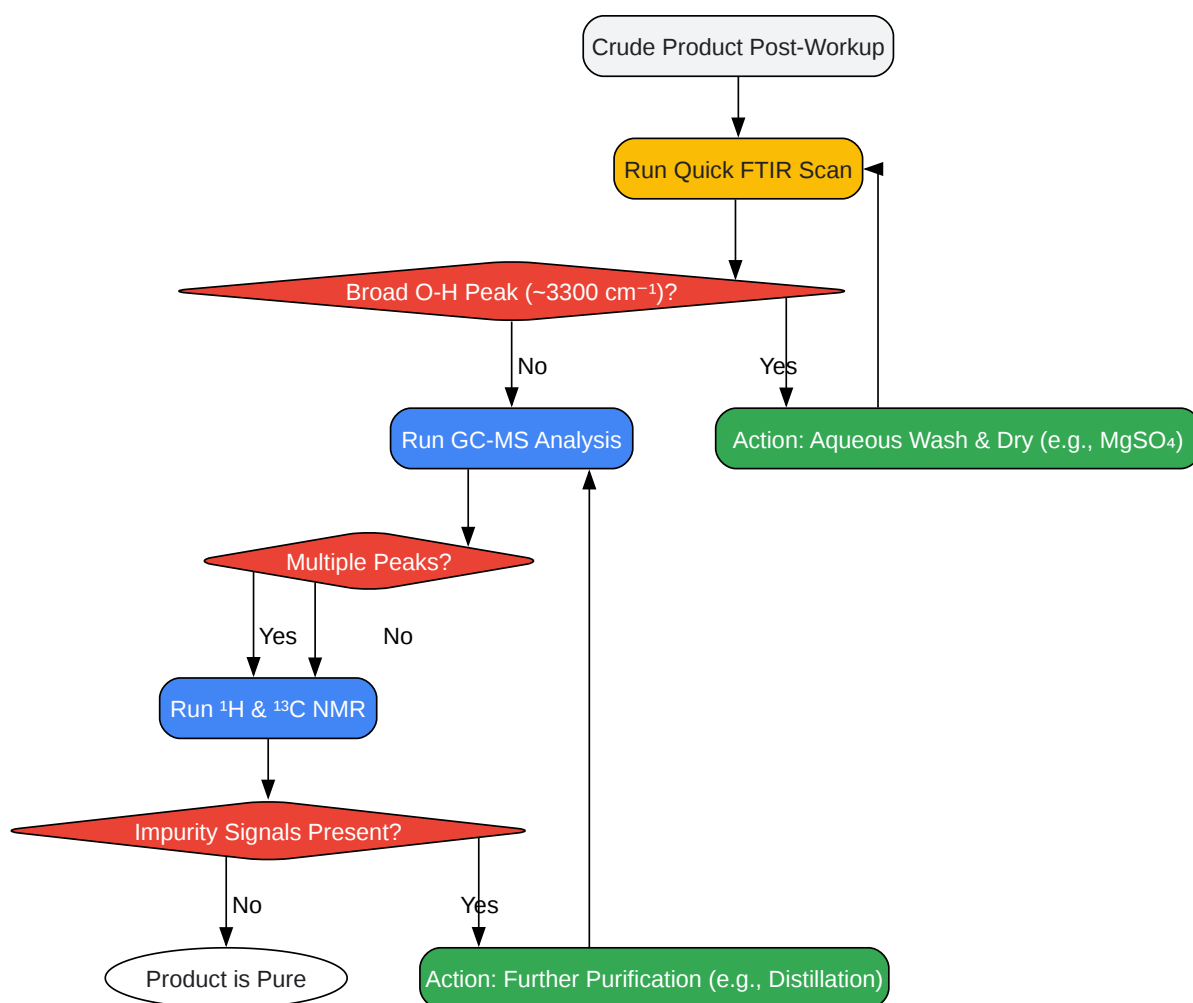 Crude Product Post-Workup
Run Quick FTIR Scan
Broad O-H Peak (~3300 cm⁻¹)?
No
Yes
Run GC-MS Analysis
Action: Aqueous Wash & Dry (e.g., MgSO₄)
Multiple Peaks?
Yes
No
Run ¹H & ¹³C NMR
Impurity Signals Present?
No
Yes
Product is Pure
Action: Further Purification (e.g., Distillation)